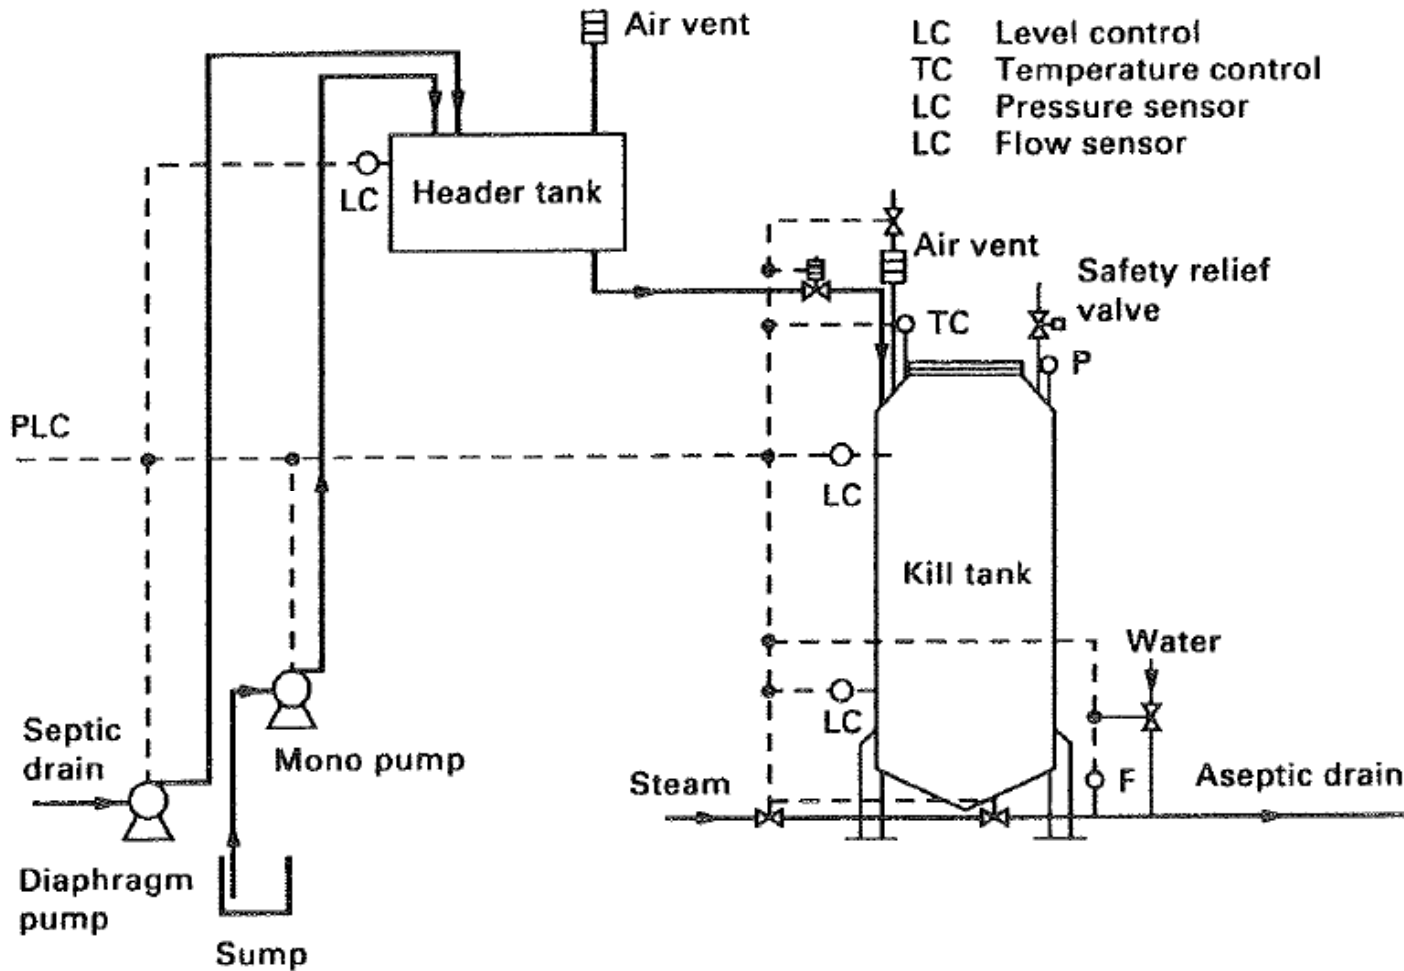 Air vent
LC Level control
TC Temperature control
LC Pressure sensor
LC Flow sensor
LC
Header tank
Air vent
Safety relief
valve
TC
P
PLC
LC
Kill tank
Water
LC
Septic
drain
Mono pump
Steam
F
Aseptic drain
Diaphragm
pump
Sump